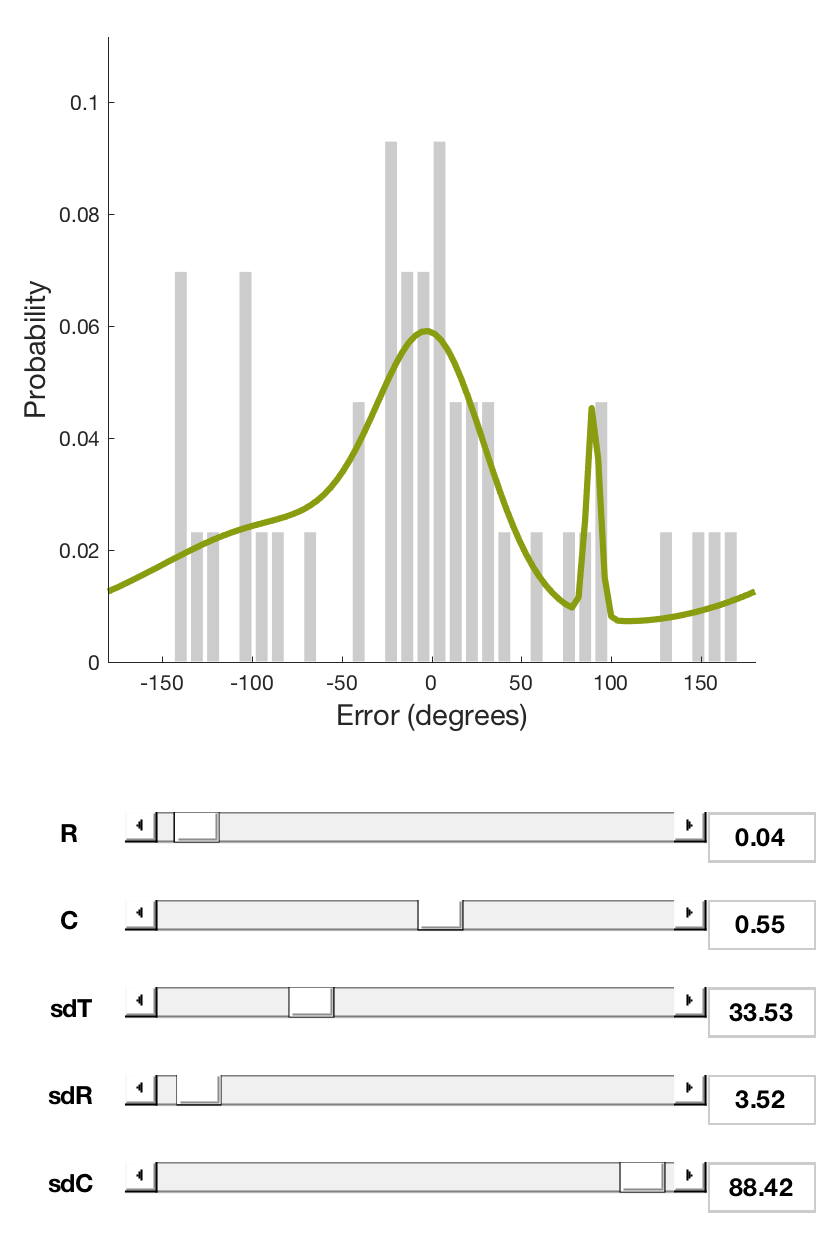 0.1
0.08
0.06
0.04
0.02
0
Probability
-150 -100 -50 0 50 100 150
Error (degrees)
R 0.04
C 0.55
sdT 33.53
sdR 3.52
sdC 88.42